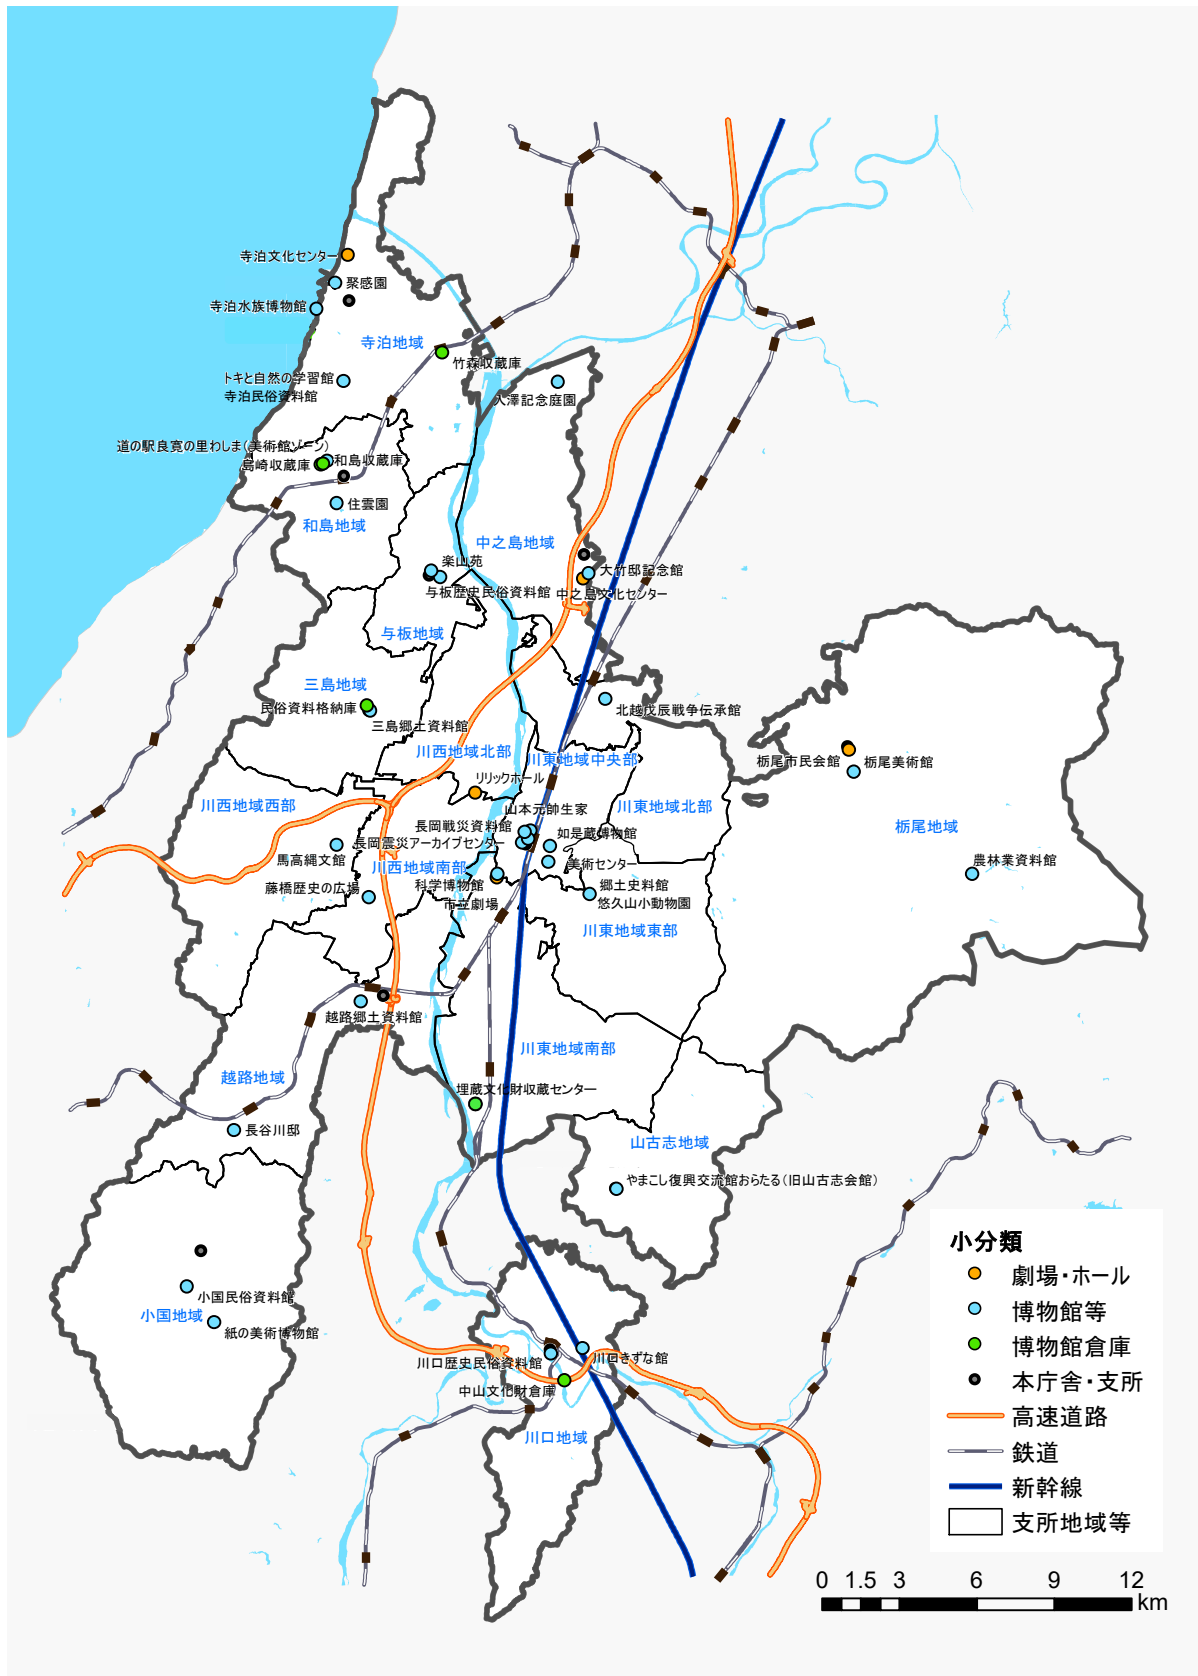 寺泊文化センター
聚感園
寺泊水族博物館
寺泊地域
竹森収蔵庫
トキと自然の学習館
寺泊民俗資料館
入澤記念庭園
道の駅良寛の里わしま(美術館ゾーン)
島崎収蔵庫
和島収蔵庫
住雲園
和島地域
中之島地域
楽山苑
大竹邸記念館
与板歴史民俗資料館
中之島文化センター
与板地域
三島地域
民俗資料格納庫
三島郷土資料館
北越戊辰戦争伝承館
川西地域北部
川東地域中央部
栃尾市民会館
栃尾美術館
リリックホール
川西地域西部
山本元帥生家
川東地域北部
長岡戦災資料館
如是蔵博物館
栃尾地域
長岡震災アーカイブセンター
馬高縄文館
川西地域南部
美術センター
農林業資料館
科学博物館
郷土史料館
藤橋歴史の広場
市立劇場
悠久山小動物園
川東地域東部
越路郷土資料館
川東地域南部
越路地域
埋蔵文化財収蔵センター
長谷川邸
山古志地域
やまこし復興交流館おらたる(旧山古志会館)
小国民俗資料館
小国地域
紙の美術博物館
川口歴史民俗資料館
川口きずな館
中山文化財倉庫
川口地域
小分類
劇場・ホール
博物館等
博物館倉庫
本庁舎・支所
高速道路
鉄道
新幹線
支所地域等
0 1.5 3 6 9 12
km